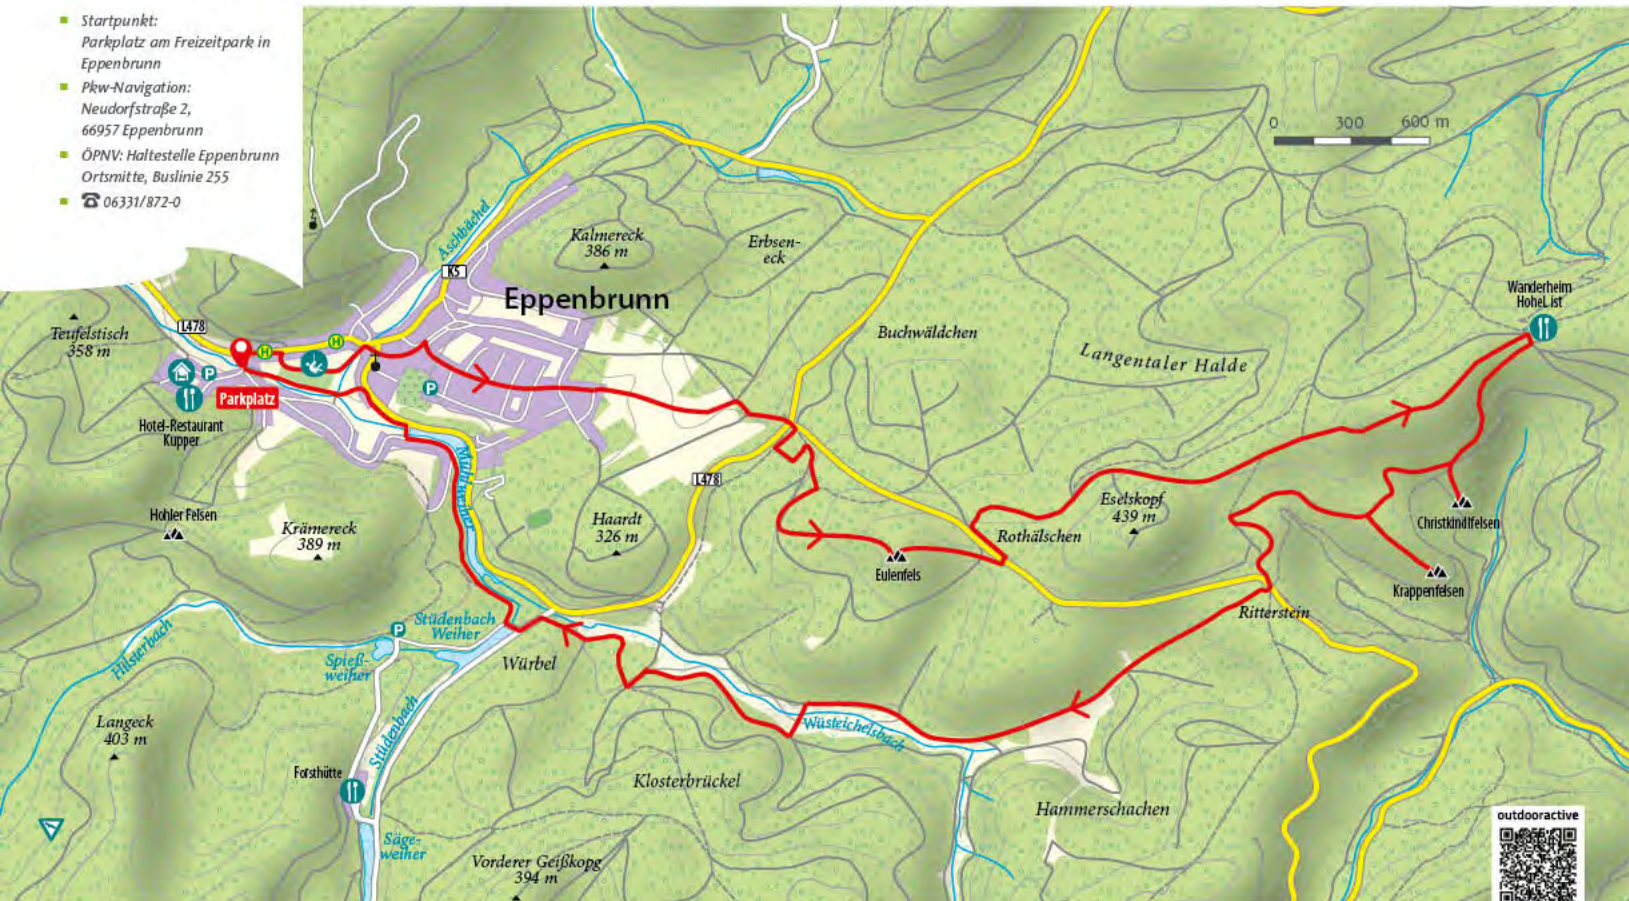 Startpunkt:
Parkplatz am Freizeitpark in
Eppenbrunn
Pkw-Navigation:
Neudorfstraße 2,
66957 Eppenbrunn
ÖPNV: Haltestelle Eppenbrunn
Ortsmitte, Buslinie 255
06331/872-0
0 300 600 m
Aschbächel
Kalmereck
386 m
Erbsen-
eck
K5
Eppenbrunn
Wanderheim
HoheList
L478
Teufelstisch
358 m
H
H
Buchwäldchen
Langentaler Halde
P
P
Parkplatz
Hotel-Restaurant
Kupper
L478
Mühlweiher
Hohler Felsen
Krämereck
389 m
Haardt
326 m
Eselskopf
439 m
Rothälschen
Christkindlfelsen
Eulenfels
Krappenfelsen
Ritterstein
Hilsterbach
P
Stüdenbach
Weiher
Spieß-
weiher
Würbel
Stüdenbach
Wüsteichelsbach
Langeck
403 m
Forsthütte
Klosterbrückel
Hammerschachen
Säge-
weiher
Vorderer Geißkopg
394 m
outdooractive